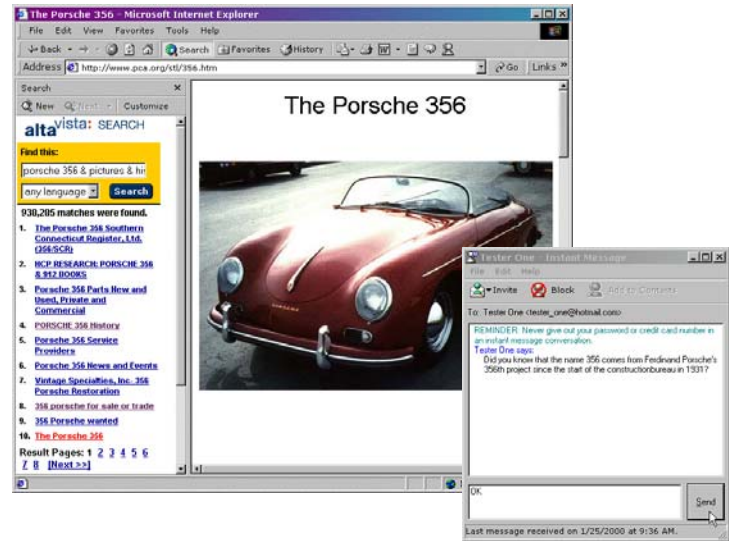 The Porsche 356 - Microsoft Internet Explorer
File Edit View Favorites Tools Help
Back Search Favorites History
Address http://www.pca.org/stl/356.htm Go Links »
Search
New Next Customize
altavista: SEARCH
Find this:
porsche 356 & pictures & his
any language Search
930,285 matches were found.
1. The Porsche 356 Southern
Connecticut Register, Ltd.
(356/SCR)
2. HCP RESEARCH: PORSCHE 356
& 912 BOOKS
3. Porsche 356 Parts New and
Used, Private and
Commercial
4. PORSCHE 356 History
5. Porsche 356 Service
Providers
6. Porsche 356 News and Events
7. Vintage Specialties, Inc. 356
Porsche Restoration
8. 356 porsche for sale or trade
9. 356 Porsche wanted
10. The Porsche 356
Result Pages: 1 2 3 4 5 6
7 8 [Next >>]
The Porsche 356
Tester One - Instant Message
File Edit Help
Invite Block Add to Contacts
To: Tester One <tester_one@hotmail.com>
REMINDER: Never give out your password or credit card number in
an instant message conversation.
Tester One says:
Did you know that the name 356 comes from Ferdinand Porsche's
356th project since the start of the constructionbureau in 1931?
OK
Send
Last message received on 1/25/2000 at 9:36 AM.